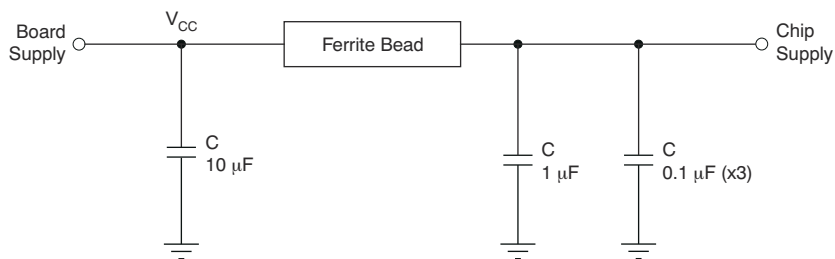 Board
Supply
V_CC
Ferrite Bead
Chip
Supply
C
10 μF
C
1 μF
C
0.1 μF (x3)